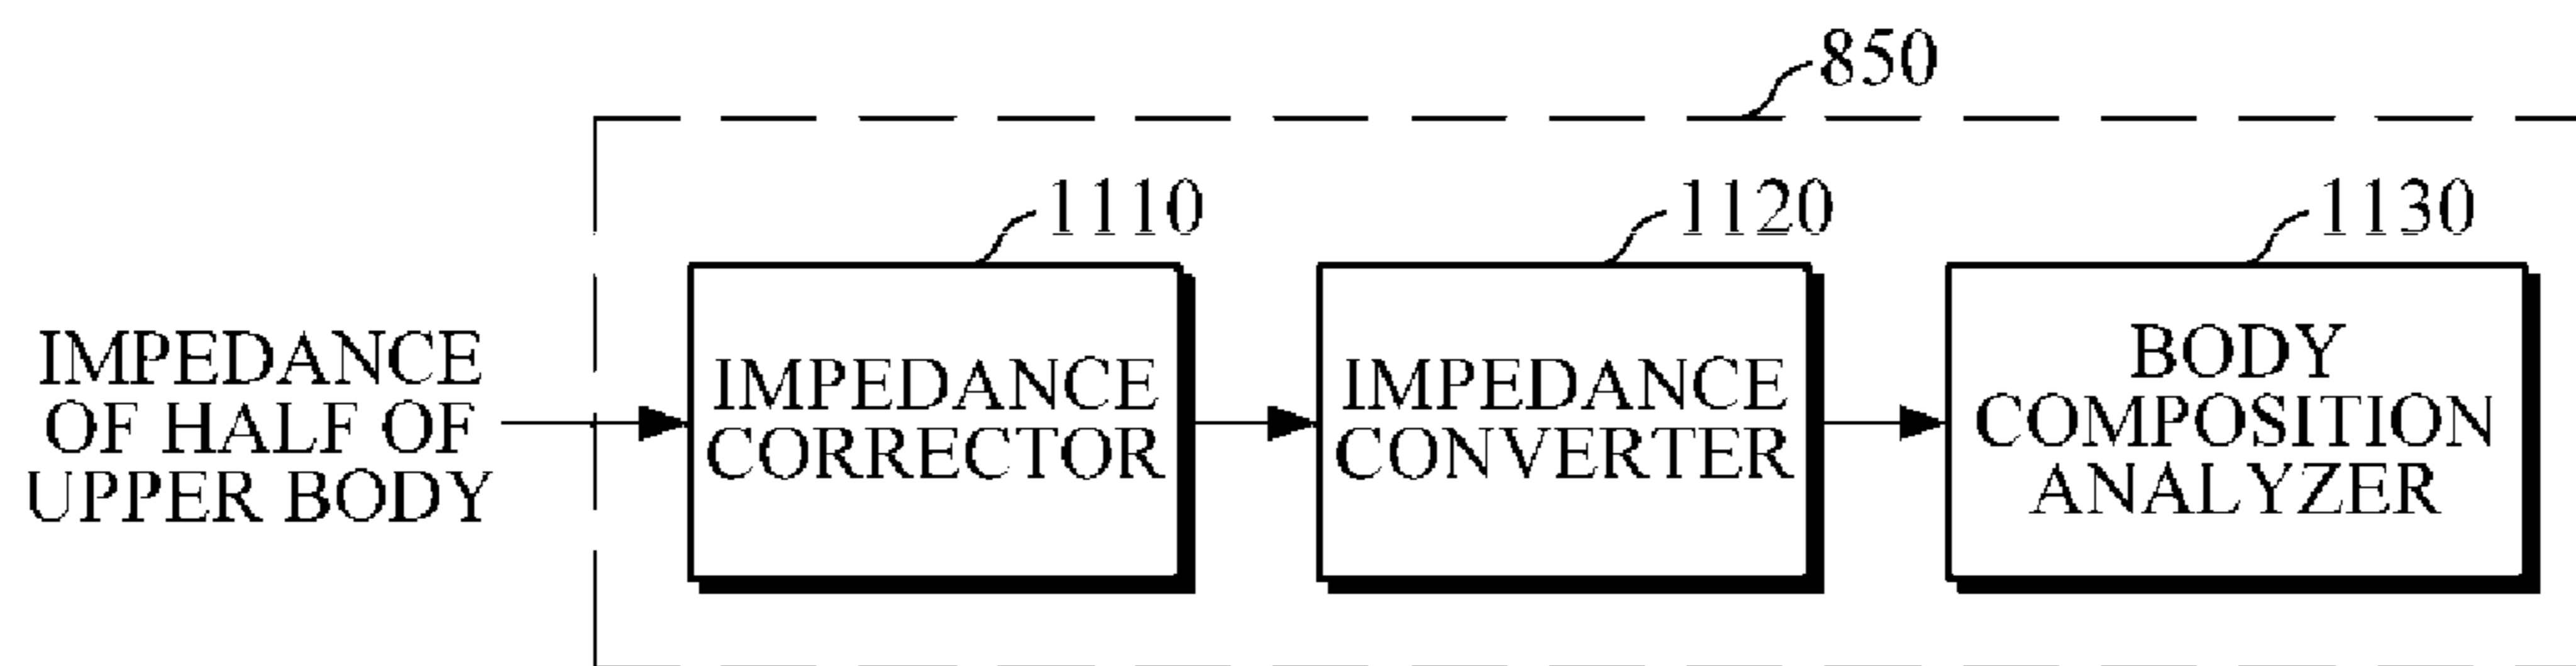 850
1110
1120
1130
IMPEDANCE
OF HALF OF
UPPER BODY
IMPEDANCE
CORRECTOR
IMPEDANCE
CONVERTER
BODY
COMPOSITION
ANALYZER